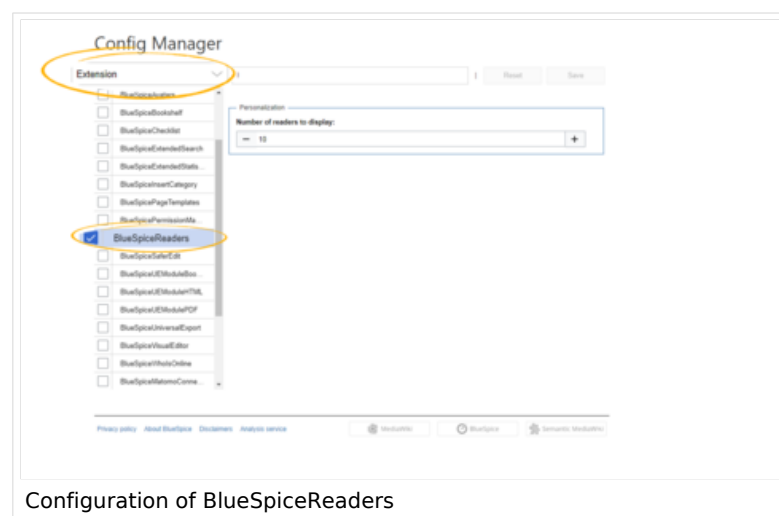 Config Manager
Extension
Reset Save
BlueSpiceAvatars
BlueSpiceBookshelf
BlueSpiceChecklist
BlueSpiceExtendedSearch
BlueSpiceExtendedStatis...
BlueSpiceInsertCategory
BlueSpicePageTemplates
BlueSpicePermissionMa...
BlueSpiceReaders
BlueSpiceSaferEdit
BlueSpiceUEModuleBoo...
BlueSpiceUEModuleHTML
BlueSpiceUEModulePDF
BlueSpiceUniversalExport
BlueSpiceVisualEditor
BlueSpiceWhoIsOnline
BlueSpiceMatomoConne...
Personalization
Number of readers to display:
− 10 +
Privacy policy About BlueSpice Disclaimers Analysis service MediaWiki BlueSpice Semantic MediaWiki
Configuration of BlueSpiceReaders